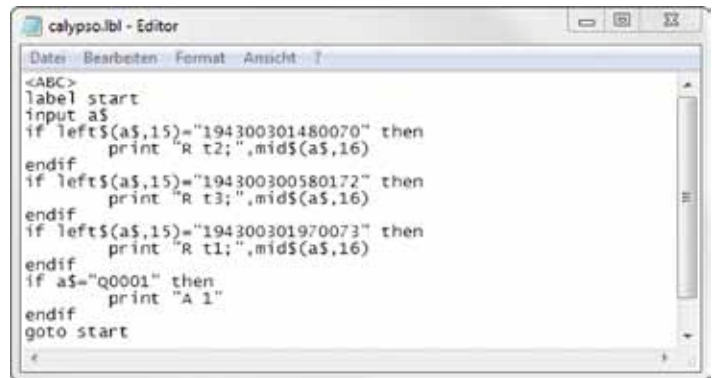 calypso.lbl - Editor
Datei Bearbeiten Format Ansicht ?
<ABC>
label start
input a$
if left$(a$,15)="194300301480070" then
print "R t2;",mid$(a$,16)
endif
if left$(a$,15)="194300300580172" then
print "R t3;",mid$(a$,16)
endif
if left$(a$,15)="194300301970073" then
print "R t1;",mid$(a$,16)
endif
if a$="Q0001" then
print "A 1"
endif
goto start